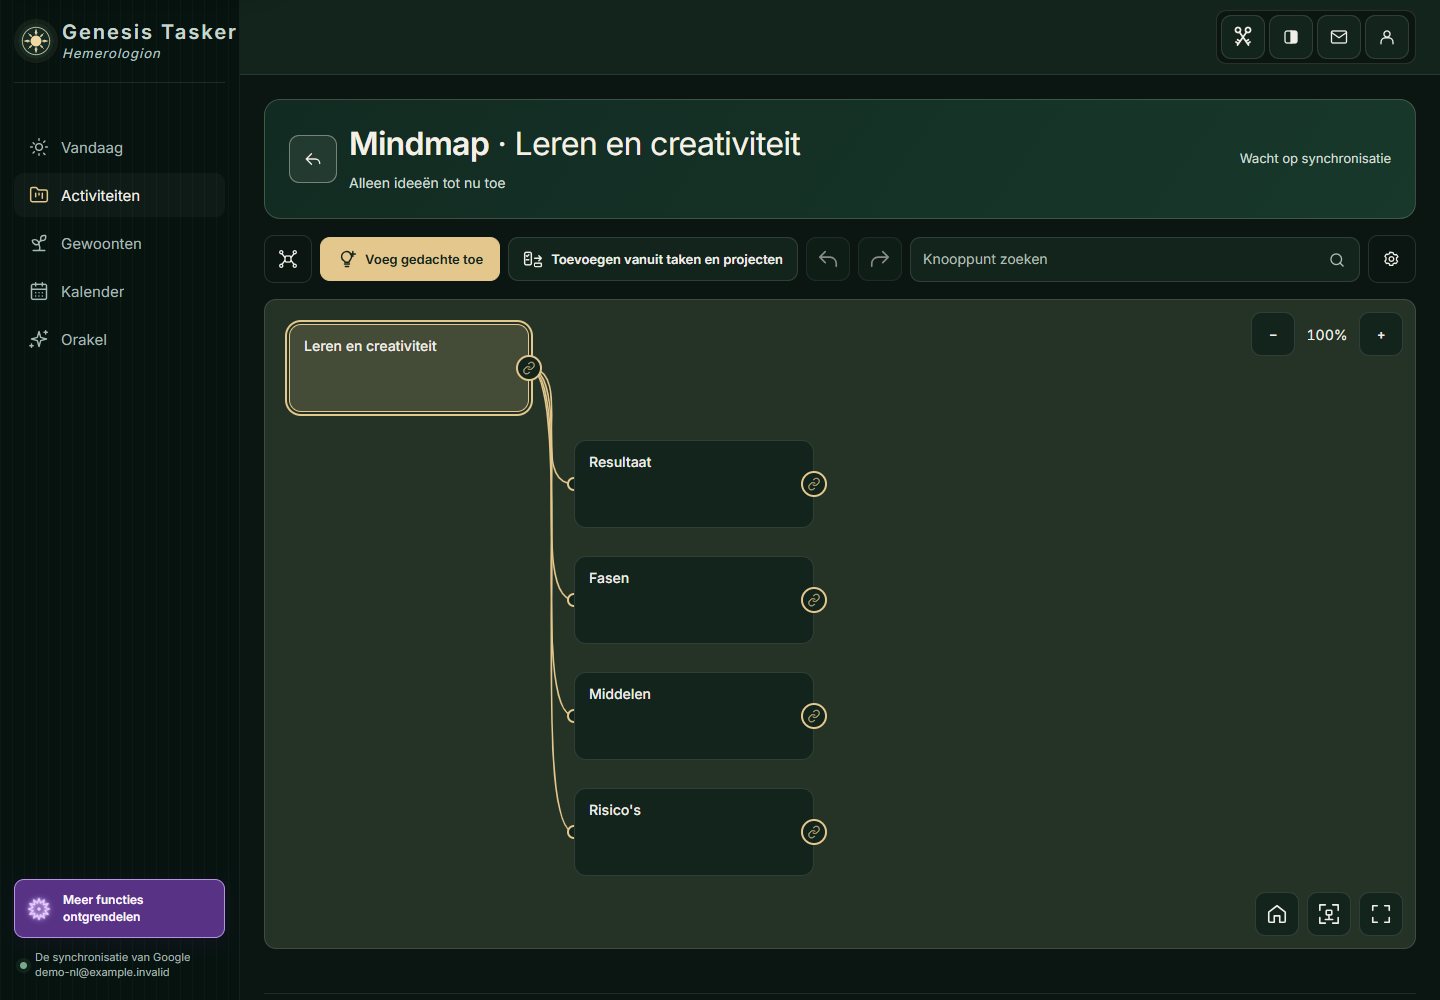 Genesis Tasker
Hemerologion
Vandaag
Activiteiten
Gewoonten
Kalender
Orakel
Meer functies
ontgrendelen
De synchronisatie van Google
demo-nl@example.invalid
Mindmap · Leren en creativiteit
Alleen ideeën tot nu toe
Wacht op synchronisatie
Voeg gedachte toe
Toevoegen vanuit taken en projecten
Knooppunt zoeken
− 100% +
Leren en creativiteit
Resultaat
Fasen
Middelen
Risico's